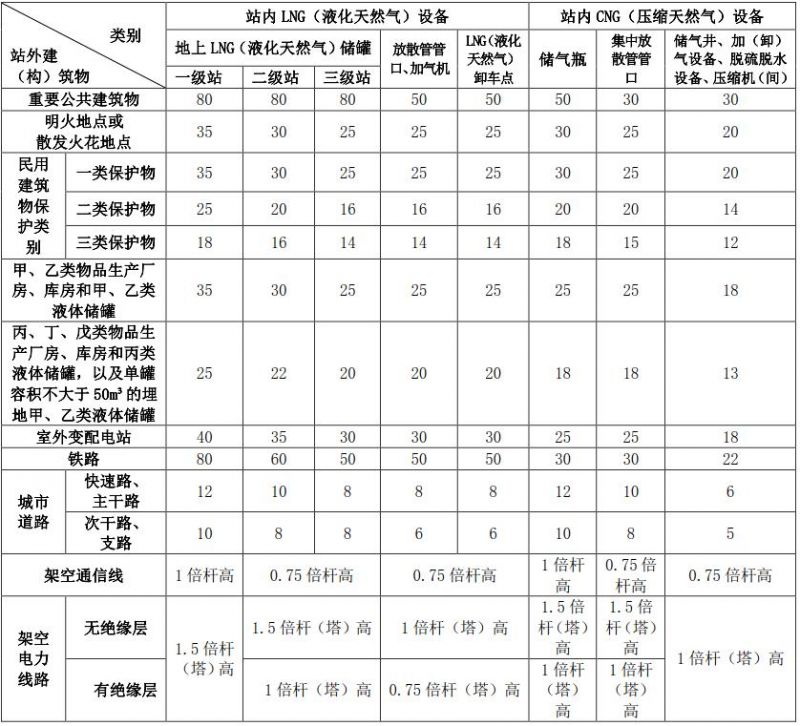 类别
站外建
（构）筑物
站内 LNG（液化天然气）设备
站内 CNG（压缩天然气）设备
地上 LNG（液化天然气）储罐
放散管管
口、加气机
LNG（液化
天然气）
卸车点
储气瓶
集中放
散管管
口
储气井、加（卸）
气设备、脱硫脱水
设备、压缩机（间）
一级站 二级站 三级站
重要公共建筑物 80 80 80 50 50 50 30 30
明火地点或
散发火花地点
35 30 25 25 25 30 25 20
民用
建筑
物保
护类
别
一类保护物 35 30 25 25 25 30 25 20
二类保护物 25 20 16 16 16 20 20 14
三类保护物 18 16 14 14 14 18 15 12
甲、乙类物品生产厂
房、库房和甲、乙类
液体储罐
35 30 25 25 25 25 25 18
丙、丁、戊类物品生
产厂房、库房和丙类
液体储罐，以及单罐
容积不大于 50m³的埋
地甲、乙类液体储罐
25 22 20 20 20 18 18 13
室外变配电站 40 35 30 30 30 25 25 18
铁路 80 60 50 50 50 30 30 22
城市
道路
快速路、
主干路
12 10 8 8 8 12 10 6
次干路、
支路
10 8 8 6 6 10 8 5
架空通信线 1 倍杆高 0.75 倍杆高 0.75 倍杆高
1 倍杆
高
0.75 倍
杆高
0.75 倍杆高
架空
电力
线路
无绝缘层
1.5 倍杆
（塔）高
1.5 倍杆（塔）高 1 倍杆（塔）高
1.5 倍
杆（塔）
高
1.5 倍
杆（塔）
高
1 倍杆（塔）高
有绝缘层 1 倍杆（塔）高 0.75 倍杆（塔）高
1 倍杆
（塔）
高
1 倍杆
（塔）
高